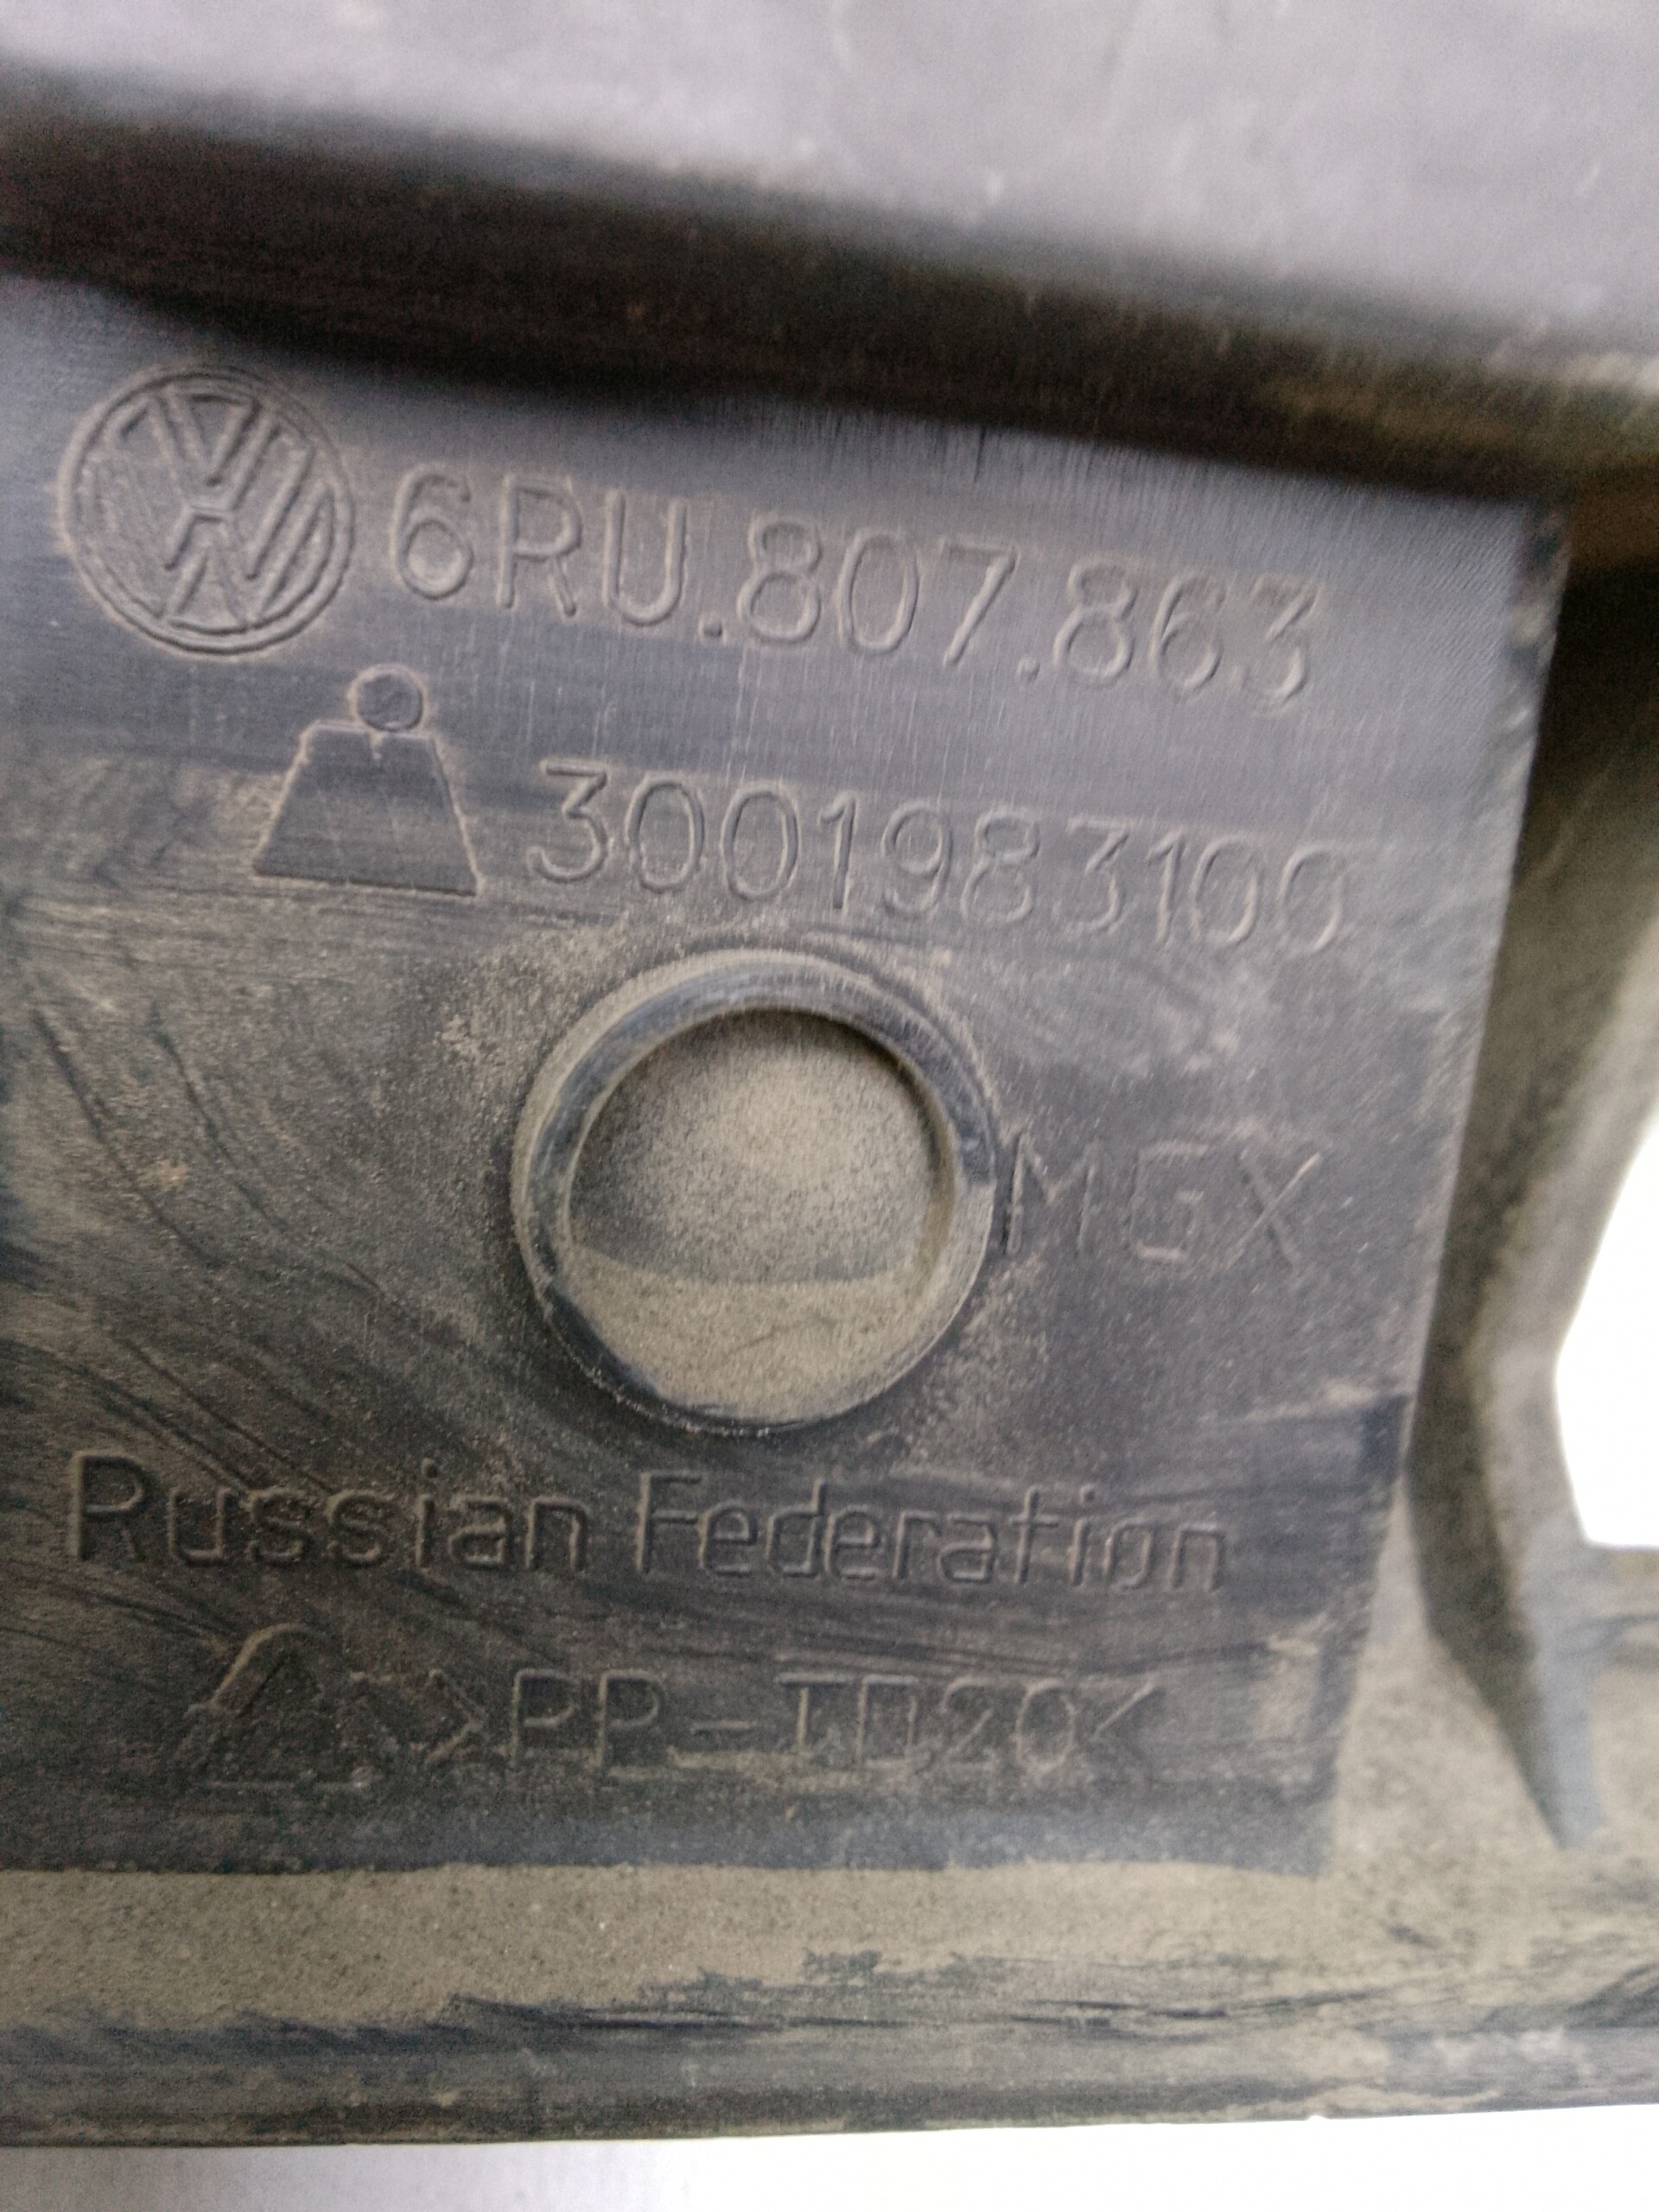 6RU.807.863
3001983100
MGX
Russian Federation
>PP-TD20<